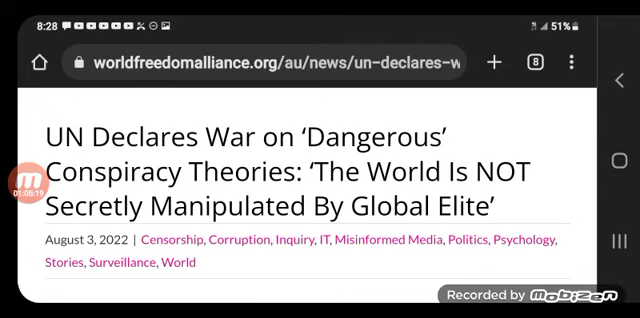 8:28
51%
worldfreedomalliance.org/au/news/un-declares-w
8
UN Declares War on ‘Dangerous’
Conspiracy Theories: ‘The World Is NOT
Secretly Manipulated By Global Elite’
01:05:19
August 3, 2022 | Censorship, Corruption, Inquiry, IT, Misinformed Media, Politics, Psychology,
Stories, Surveillance, World
Recorded by Mobizen